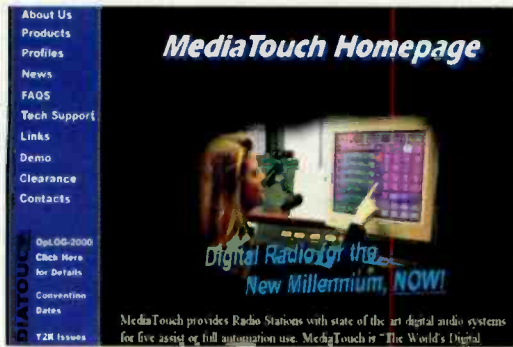 About Us
Products
Profiles
News
FAQS
Tech Support
Links
Demo
Clearance
Contacts
OpLOG-2000
Click Here
for Details
Convention
Dates
Y2K Issues
DIATOUCH
MediaTouch Homepage
Digital Radio for the
New Millennium, NOW!
MediaTouch provides Radio Stations with state of the art digital audio systems
for live assist or full automation use. MediaTouch is "The World's Digital